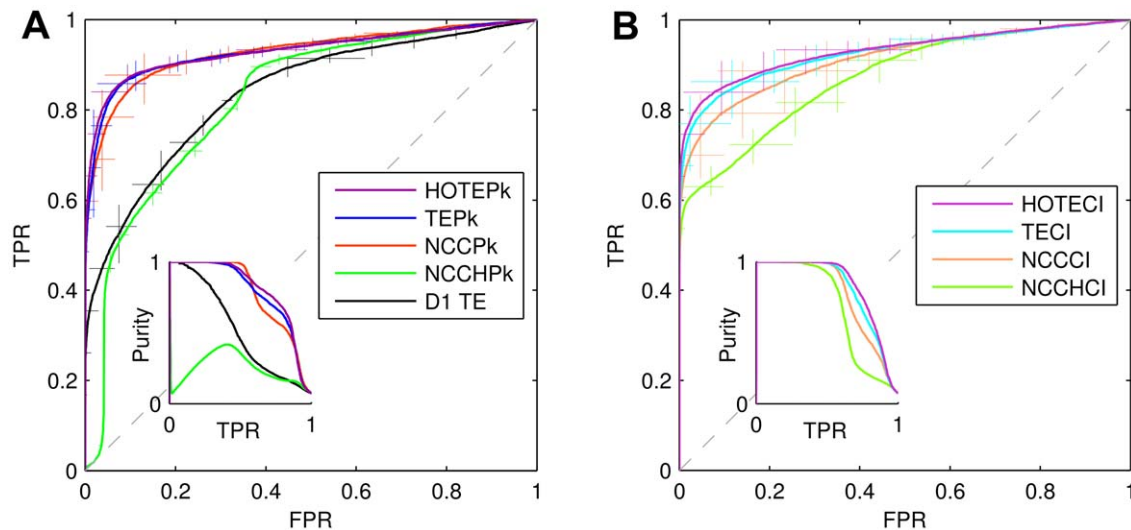 A
TPR
1
0.8
0.6
0.4
0.2
0
HOTEPk
TEPk
NCCPk
NCCHPk
D1 TE
Purity
1
0
0
TPR
1
0
0.2
0.4
0.6
0.8
1
FPR
B
TPR
1
0.8
0.6
0.4
0.2
0
HOTECI
TECI
NCCCI
NCCHCI
Purity
1
0
0
TPR
1
0
0.2
0.4
0.6
0.8
1
FPR